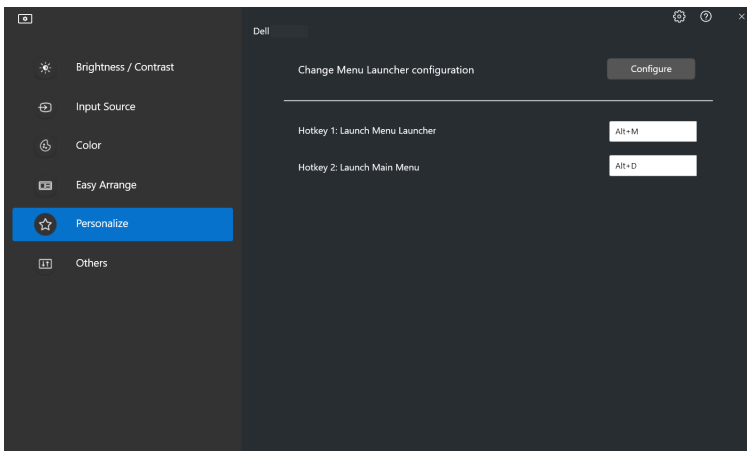 Dell
Brightness / Contrast
Input Source
Color
Easy Arrange
Personalize
Others
Change Menu Launcher configuration
Configure
Hotkey 1: Launch Menu Launcher
Alt+M
Hotkey 2: Launch Main Menu
Alt+D